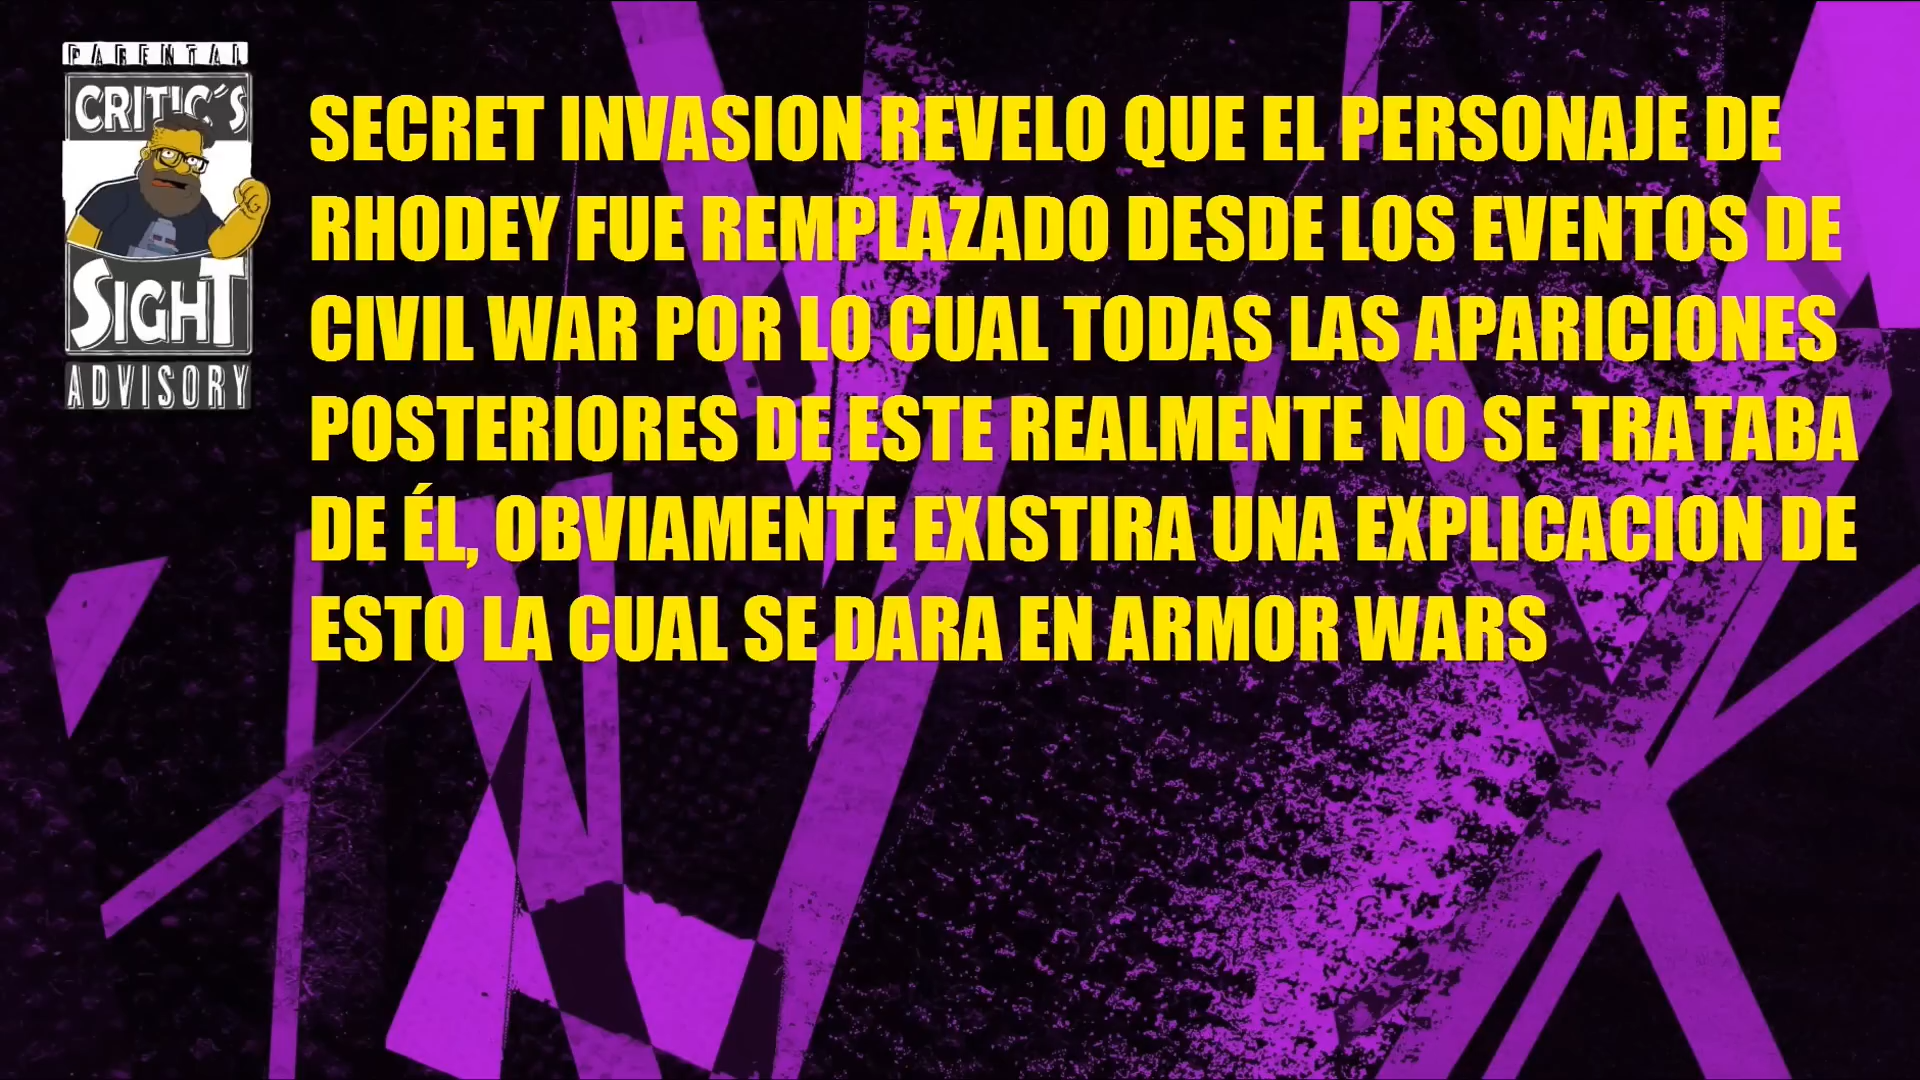 PARENTAL
CRITIC´S
SIGHT
ADVISORY
SECRET INVASION REVELO QUE EL PERSONAJE DE
RHODEY FUE REMPLAZADO DESDE LOS EVENTOS DE
CIVIL WAR POR LO CUAL TODAS LAS APARICIONES
POSTERIORES DE ESTE REALMENTE NO SE TRATABA
DE ÉL, OBVIAMENTE EXISTIRA UNA EXPLICACION DE
ESTO LA CUAL SE DARA EN ARMOR WARS